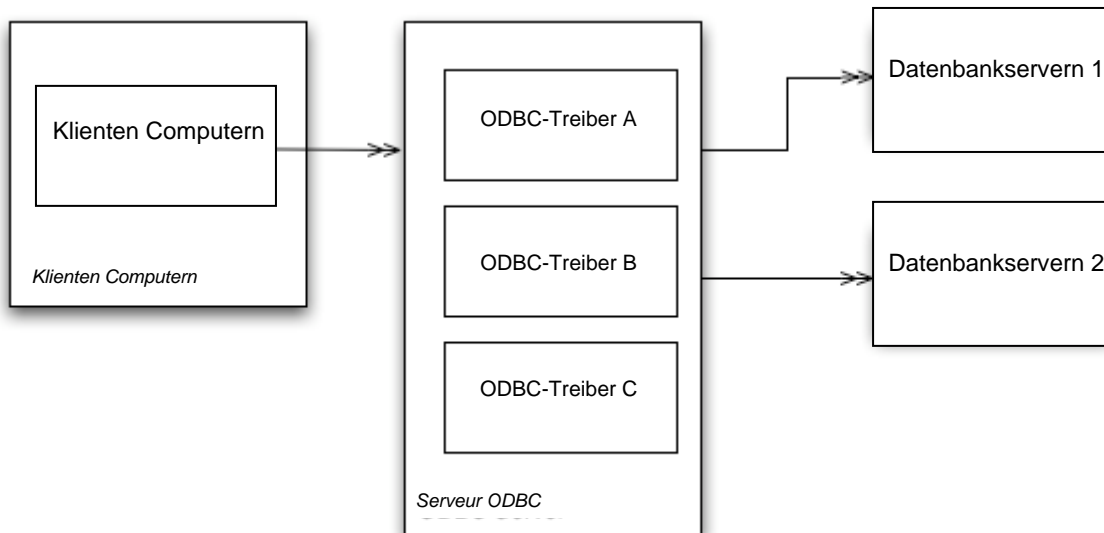 Klienten Computern
Klienten Computern
ODBC-Treiber A
ODBC-Treiber B
ODBC-Treiber C
Serveur ODBC
Datenbankservern 1
Datenbankservern 2